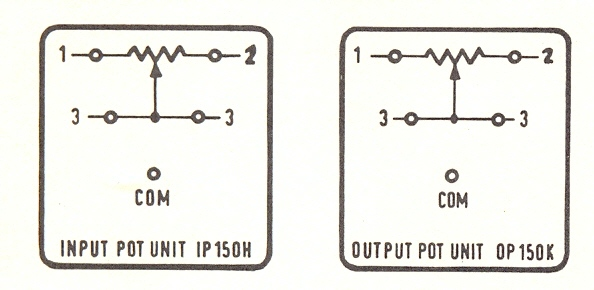 1 2
3 3
COM
INPUT POT UNIT IP150H
1 2
3 3
COM
OUTPUT POT UNIT OP150K